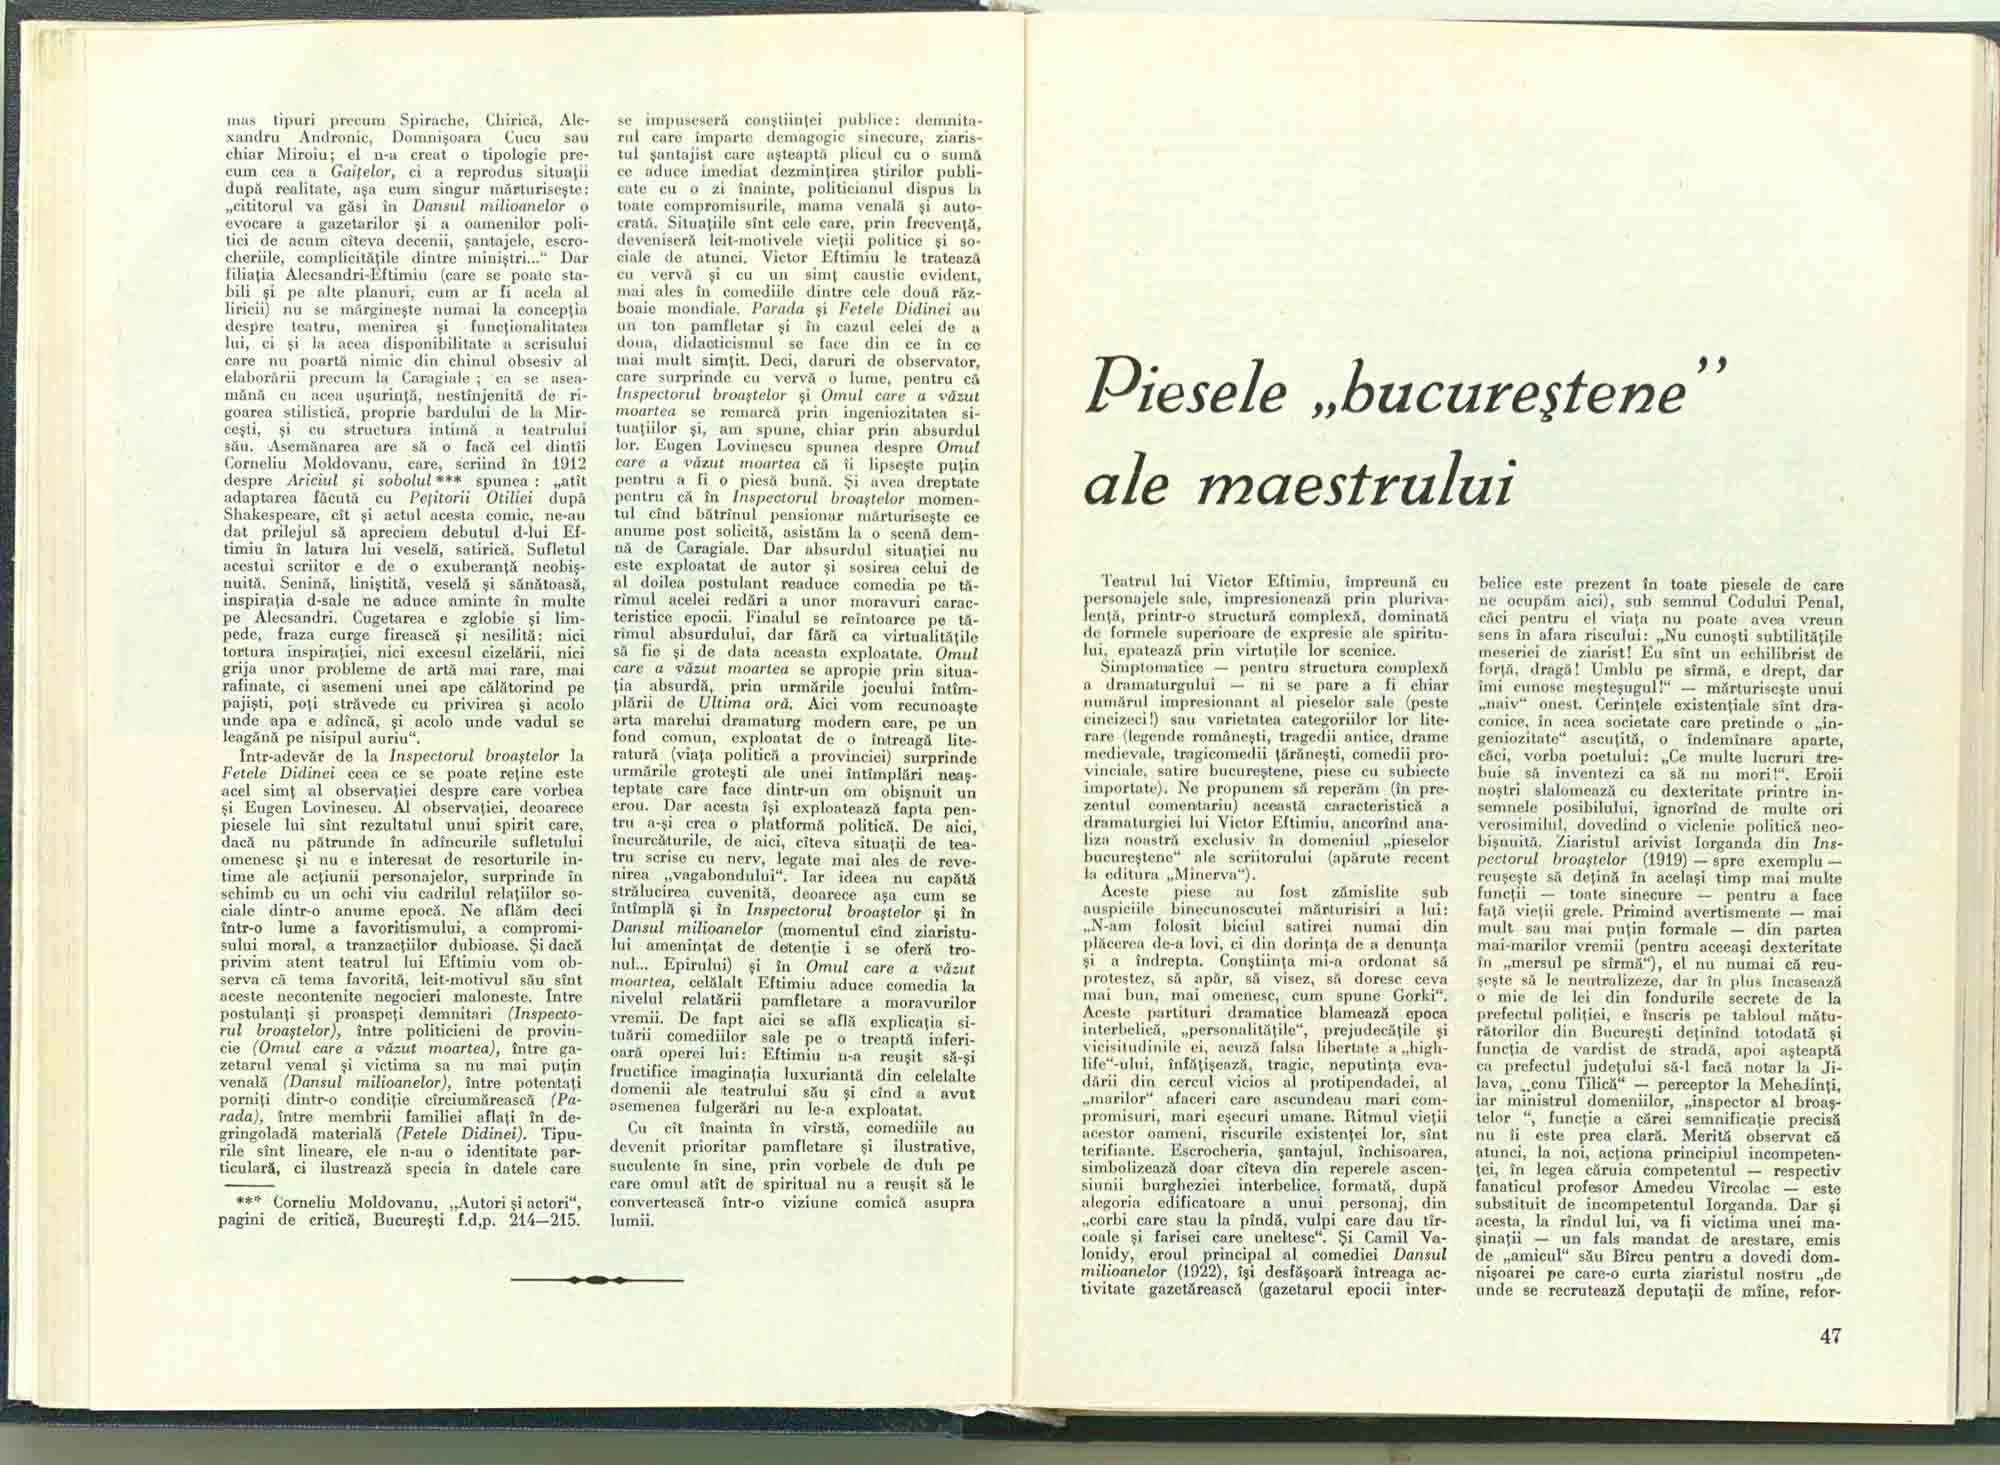 mas tipuri precum Spirache, Chirică, Ale-
xandru Andronic, Domnişoara Cucu sau
chiar Miroiu; el n-a creat o tipologie pre-
cum cea a Gaiţelor, ci a reprodus situaţii
după realitate, aşa cum singur mărturiseşte:
„cititorul va găsi în Dansul milioanelor o
evocare a gazetarilor şi a oamenilor poli-
tici de acum cîteva decenii, şantajele, escro-
cheriile, complicităţile dintre miniştri...“ Dar
filiaţia Alecsandri-Eftimiu (care se poate sta-
bili şi pe alte planuri, cum ar fi acela al
liricii) nu se mărgineşte numai la concepţia
despre teatru, menirea şi funcţionalitatea
lui, ci şi la acea disponibilitate a scrisului
care nu poartă nimic din chinul obsesiv al
elaborării precum la Caragiale ; ea se asea-
mănă cu acea uşurinţă, nestînjenită de ri-
goarea stilistică, proprie bardului de la Mir-
ceşti, şi cu structura intimă a teatrului
său. Asemănarea are să o facă cel dintîi
Corneliu Moldovanu, care, scriind în 1912
despre Ariciul şi sobolul*** spunea : „atît
adaptarea făcută cu Peţitorii Otiliei după
Shakespeare, cît şi actul acesta comic, ne-au
dat prilejul să apreciem debutul d-lui Ef-
timiu în latura lui veselă, satirică. Sufletul
acestui scriitor e de o exuberanţă neobiş-
nuită. Senină, liniştită, veselă şi sănătoasă,
inspiraţia d-sale ne aduce aminte în multe
pe Alecsandri. Cugetarea e zglobie şi lim-
pede, fraza curge firească şi nesilită: nici
tortura inspiraţiei, nici excesul cizelării, nici
grija unor probleme de artă mai rare, mai
rafinate, ci asemeni unei ape călătorind pe
pajişti, poţi străvede cu privirea şi acolo
unde apa e adîncă, şi acolo unde vadul se
leagănă pe nisipul auriu“.
Într-adevăr de la Inspectorul broaştelor la
Fetele Didinei ceea ce se poate reţine este
acel simţ al observaţiei despre care vorbea
şi Eugen Lovinescu. Al observaţiei, deoarece
piesele lui sînt rezultatul unui spirit care,
dacă nu pătrunde în adîncurile sufletului
omenesc şi nu e interesat de resorturile in-
time ale acţiunii personajelor, surprinde în
schimb cu un ochi viu cadrilul relaţiilor so-
ciale dintr-o anume epocă. Ne aflăm deci
într-o lume a favoritismului, a compromi-
sului moral, a tranzacţiilor dubioase. Şi dacă
privim atent teatrul lui Eftimiu vom ob-
serva că tema favorită, leit-motivul său sînt
aceste necontenite negocieri maloneste. Între
postulanţi şi proaspeţi demnitari (Inspecto-
rul broaştelor), între politicieni de provin-
cie (Omul care a văzut moartea), între ga-
zetarul venal şi victima sa nu mai puţin
venală (Dansul milioanelor), între potentaţi
porniţi dintr-o condiţie cîrciumărească (Pa-
rada), între membrii familiei aflaţi în de-
gringoladă materială (Fetele Didinei). Tipu-
rile sînt lineare, ele n-au o identitate par-
ticulară, ci ilustrează specia în datele care
*** Corneliu Moldovanu, „Autori şi actori“,
pagini de critică, Bucureşti f.d,p. 214—215.
se impuseseră conştiinţei publice: demnita-
rul care împarte demagogic sinecure, ziaris-
tul şantajist care aşteaptă plicul cu o sumă
ce aduce imediat dezminţirea ştirilor publi-
cate cu o zi înainte, politicianul dispus la
toate compromisurile, mama venală şi auto-
crată. Situaţiile sînt cele care, prin frecvenţă,
deveniseră leit-motivele vieţii politice şi so-
ciale de atunci. Victor Eftimiu le tratează
cu vervă şi cu un simţ caustic evident,
mai ales în comediile dintre cele două răz-
boaie mondiale. Parada şi Fetele Didinei au
un ton pamfletar şi în cazul celei de a
doua, didacticismul se face din ce în ce
mai mult simţit. Deci, daruri de observator,
care surprinde cu vervă o lume, pentru că
Inspectorul broaştelor şi Omul care a văzut
moartea se remarcă prin ingeniozitatea si-
tuaţiilor şi, am spune, chiar prin absurdul
lor. Eugen Lovinescu spunea despre Omul
care a văzut moartea că îi lipseşte puţin
pentru a fi o piesă bună. Şi avea dreptate
pentru că în Inspectorul broaştelor momen-
tul cînd bătrînul pensionar mărturiseşte ce
anume post solicită, asistăm la o scenă dem-
nă de Caragiale. Dar absurdul situaţiei nu
este exploatat de autor şi sosirea celui de
al doilea postulant readuce comedia pe tă-
rîmul acelei redări a unor moravuri carac-
teristice epocii. Finalul se reîntoarce pe tă-
rîmul absurdului, dar fără ca virtualităţile
să fie şi de data aceasta exploatate. Omul
care a văzut moartea se apropie prin situa-
ţia absurdă, prin urmările jocului întîm-
plării de Ultima oră. Aici vom recunoaşte
arta marelui dramaturg modern care, pe un
fond comun, exploatat de o întreagă lite-
ratură (viaţa politică a provinciei) surprinde
urmările groteşti ale unei întîmplări neaş-
teptate care face dintr-un om obişnuit un
erou. Dar acesta îşi exploatează fapta pen-
tru a-şi crea o platformă politică. De aici,
încurcăturile, de aici, cîteva situaţii de tea-
tru scrise cu nerv, legate mai ales de reve-
nirea „vagabondului“. Iar ideea nu capătă
strălucirea cuvenită, deoarece aşa cum se
întîmplă şi în Inspectorul broaştelor şi în
Dansul milioanelor (momentul cînd ziaristu-
lui ameninţat de detenţie i se oferă tro-
nul... Epirului) şi în Omul care a văzut
moartea, celălalt Eftimiu aduce comedia la
nivelul relatării pamfletare a moravurilor
vremii. De fapt aici se află explicaţia si-
tuării comediilor sale pe o treaptă inferi-
oară operei lui: Eftimiu n-a reuşit să-şi
fructifice imaginaţia luxuriantă din celelalte
domenii ale teatrului său şi cînd a avut
asemenea fulgerări nu le-a exploatat.
Cu cît înainta în vîrstă, comediile au
devenit prioritar pamfletare şi ilustrative,
suculente în sine, prin vorbele de duh pe
care omul atît de spiritual nu a reuşit să le
convertească într-o viziune comică asupra
lumii.
Piesele „bucureştene”
ale maestrului
Teatrul lui Victor Eftimiu, împreună cu
personajele sale, impresionează prin pluriva-
lenţă, printr-o structură complexă, dominată
de formele superioare de expresie ale spiritu-
lui, epatează prin virtuţile lor scenice.
Simptomatice — pentru structura complexă
a dramaturgului — ni se pare a fi chiar
numărul impresionant al pieselor sale (peste
cincizeci!) sau varietatea categoriilor lor lite-
rare (legende româneşti, tragedii antice, drame
medievale, tragicomedii ţărăneşti, comedii pro-
vinciale, satire bucureştene, piese cu subiecte
importate). Ne propunem să reperăm (în pre-
zentul comentariu) această caracteristică a
dramaturgiei lui Victor Eftimiu, ancorînd ana-
liza noastră exclusiv în domeniul „pieselor
bucureştene“ ale scriitorului (apărute recent
la editura „Minerva“).
Aceste piese au fost zămislite sub
auspiciile binecunoscutei mărturisiri a lui:
„N-am folosit biciul satirei numai din
plăcerea de-a lovi, ci din dorinţa de a denunţa
şi a îndrepta. Conştiinţa mi-a ordonat să
protestez, să apăr, să visez, să doresc ceva
mai bun, mai omenesc, cum spune Gorki“.
Aceste partituri dramatice blamează epoca
interbelică, „personalităţile“, prejudecăţile şi
vicisitudinile ei, acuză falsa libertate a „high-
life“-ului, înfăţişează, tragic, neputinţa eva-
dării din cercul vicios al protipendadei, al
„marilor“ afaceri care ascundeau mari com-
promisuri, mari eşecuri umane. Ritmul vieţii
acestor oameni, riscurile existenţei lor, sînt
terifiante. Escrocheria, şantajul, închisoarea,
simbolizează doar cîteva din reperele ascen-
siunii burgheziei interbelice, formată, după
alegoria edificatoare a unui personaj, din
„corbi care stau la pîndă, vulpi care dau tîr-
coale şi farisei care uneltesc“. Şi Camil Va-
lonidy, eroul principal al comediei Dansul
milioanelor (1922), îşi desfăşoară întreaga ac-
tivitate gazetărească (gazetarul epocii inter-
belice este prezent în toate piesele de care
ne ocupăm aici), sub semnul Codului Penal,
căci pentru el viaţa nu poate avea vreun
sens în afara riscului: „Nu cunoşti subtilităţile
meseriei de ziarist! Eu sînt un echilibrist de
forţă, dragă! Umblu pe sîrmă, e drept, dar
îmi cunosc meşteşugul!“ — mărturiseşte unui
„naiv“ onest. Cerinţele existenţiale sînt dra-
conice, în acea societate care pretinde o „in-
geniozitate“ ascuţită, o îndemînare aparte,
căci, vorba poetului: „Ce multe lucruri tre-
buie să inventezi ca să nu mori!“. Eroii
noştri slalomează cu dexteritate printre in-
semnele posibilului, ignorînd de multe ori
verosimilul, dovedind o viclenie politică neo-
bişnuită. Ziaristul arivist Iorganda din Ins-
pectorul broaştelor (1919) — spre exemplu —
reuşeşte să deţină în acelaşi timp mai multe
funcţii — toate sinecure — pentru a face
faţă vieţii grele. Primind avertismente — mai
mult sau mai puţin formale — din partea
mai-marilor vremii (pentru aceeaşi dexteritate
în „mersul pe sîrmă“), el nu numai că reu-
şeşte să le neutralizeze, dar în plus încasează
o mie de lei din fondurile secrete de la
prefectul poliţiei, e înscris pe tabloul mătu-
rătorilor din Bucureşti deţinînd totodată şi
funcţia de vardist de stradă, apoi aşteaptă
ca prefectul judeţului să-l facă notar la Ji-
lava, „conu Tilică“ — perceptor la Mehedinţi,
iar ministrul domeniilor, „inspector al broaş-
telor “, funcţie a cărei semnificaţie precisă
nu îi este prea clară. Merită observat că
atunci, la noi, acţiona principiul incompeten-
ţei, în legea căruia competentul — respectiv
fanaticul profesor Amedeu Vîrcolac — este
substituit de incompetentul Iorganda. Dar şi
acesta, la rîndul lui, va fi victima unei ma-
şinaţii — un fals mandat de arestare, emis
de „amicul“ său Bîrcu pentru a dovedi dom-
nişoarei pe care-o curta ziaristul nostru „de
unde se recrutează deputaţii de mîine, refor-
47